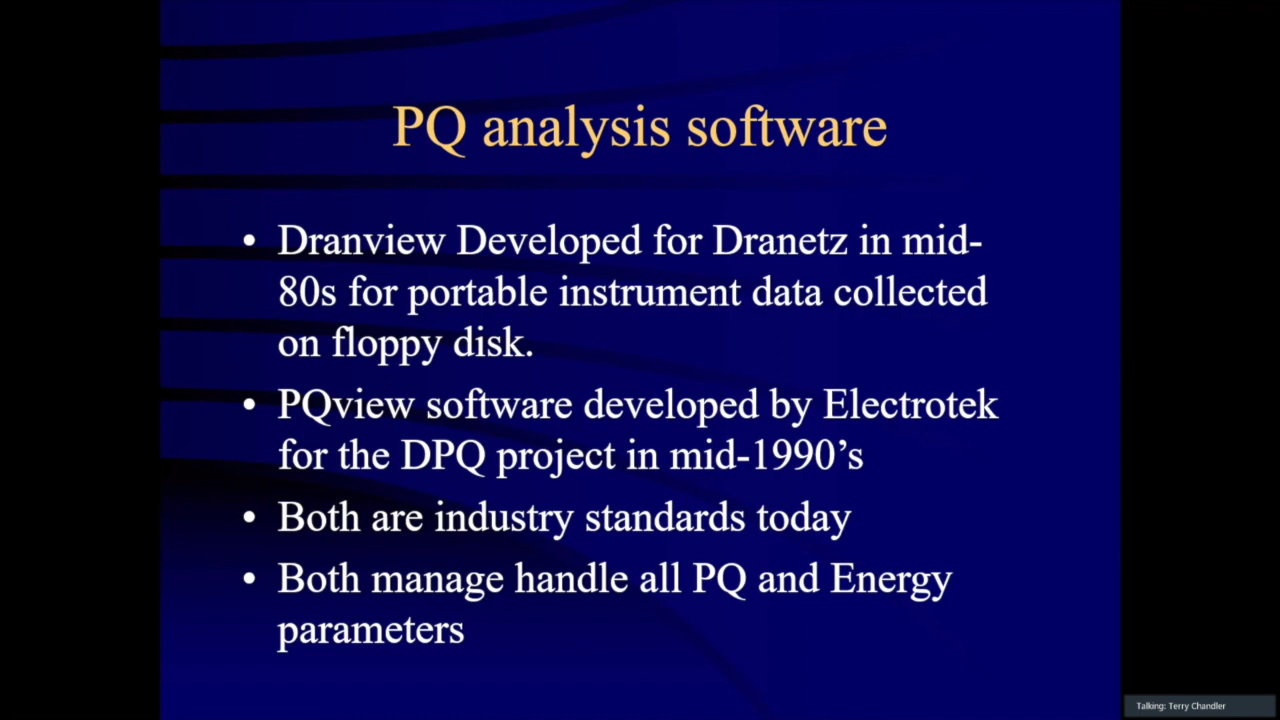 PQ analysis software
• Dranview Developed for Dranetz in mid-
80s for portable instrument data collected
on floppy disk.
• PQview software developed by Electrotek
for the DPQ project in mid-1990’s
• Both are industry standards today
• Both manage handle all PQ and Energy
parameters
Talking: Terry Chandler